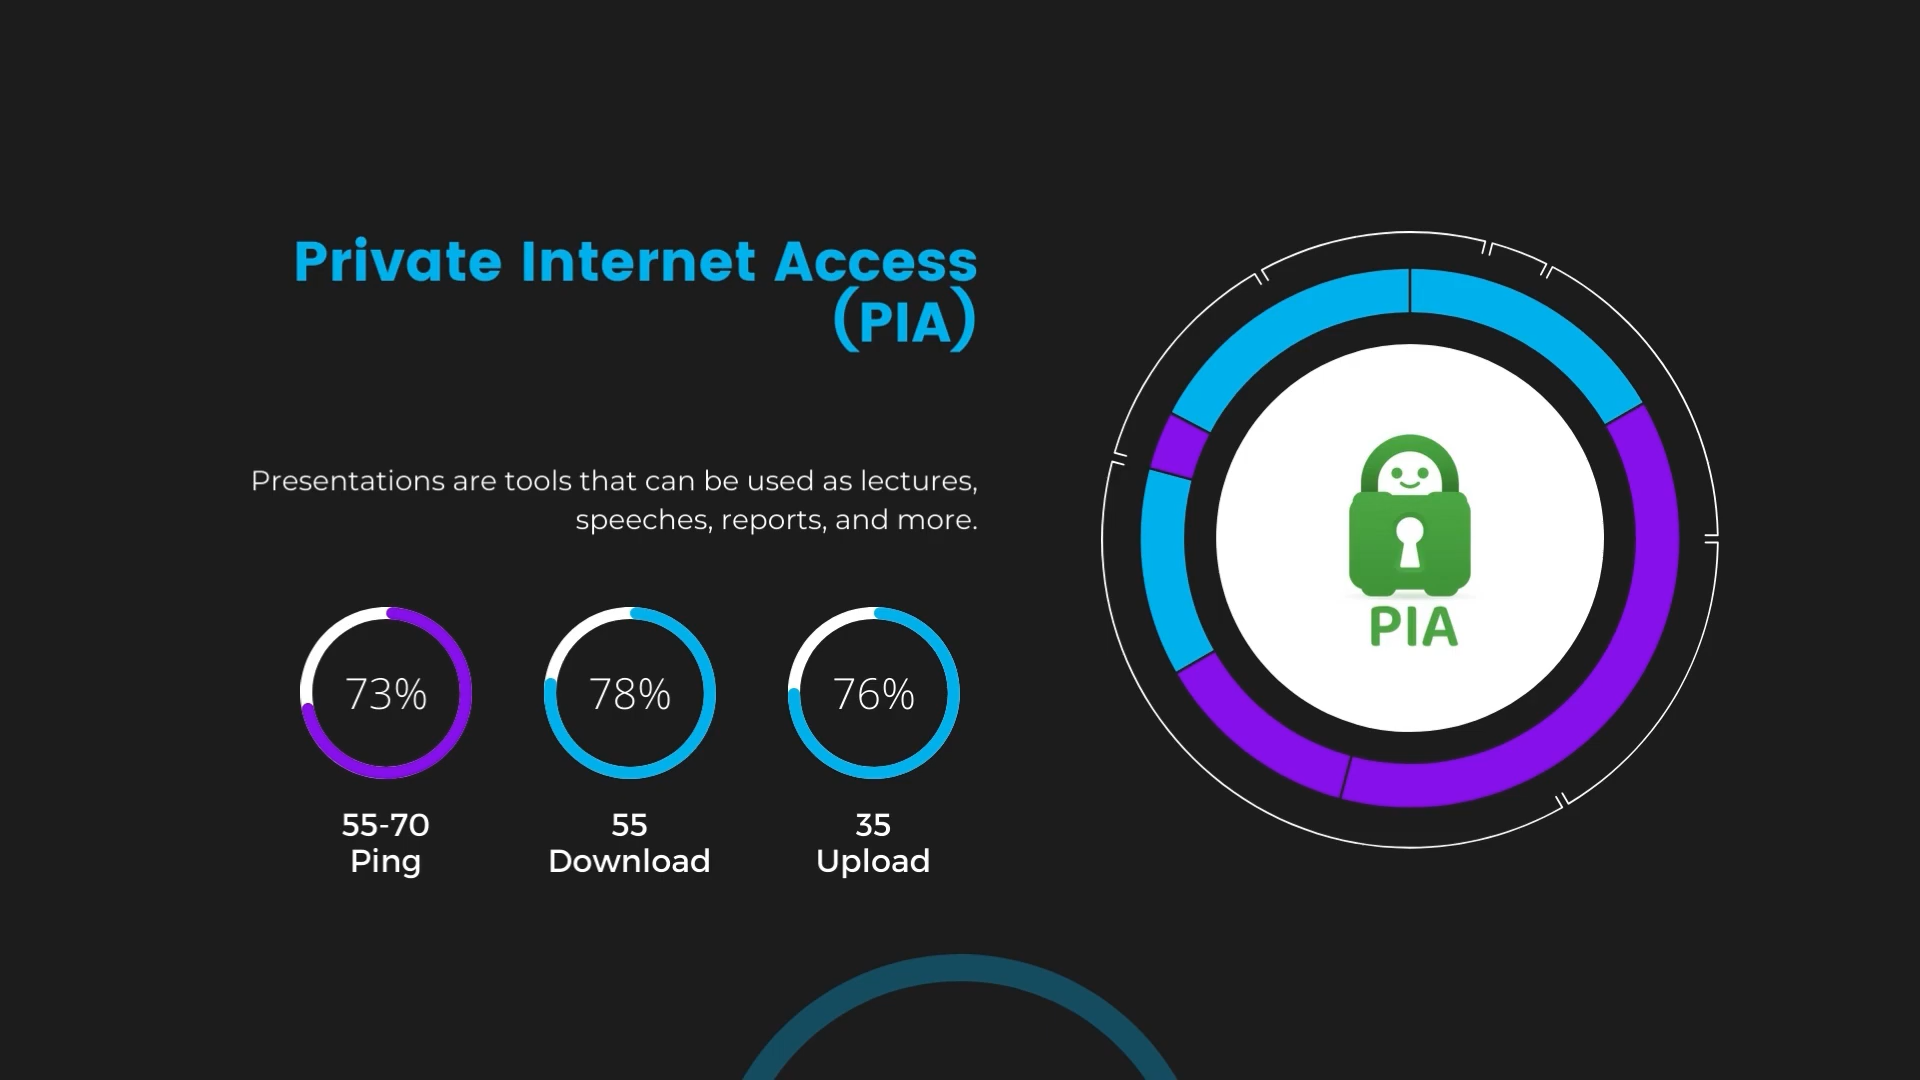 Private Internet Access
(PIA)
Presentations are tools that can be used as lectures,
speeches, reports, and more.
73%
78%
76%
55-70
Ping
55
Download
35
Upload
PIA